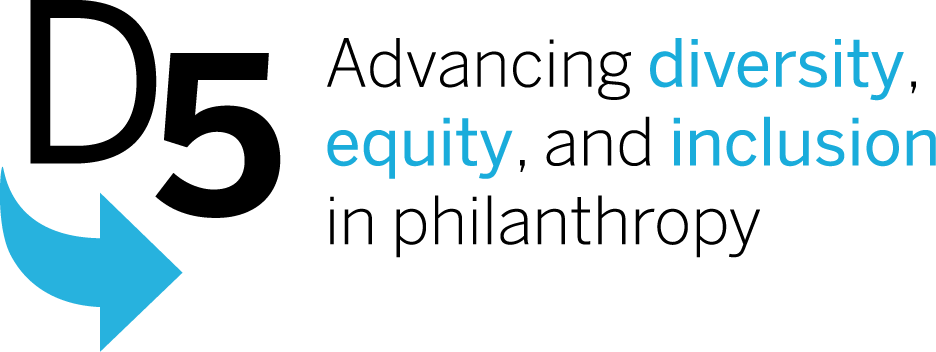 D5
Advancing diversity,
equity, and inclusion
in philanthropy